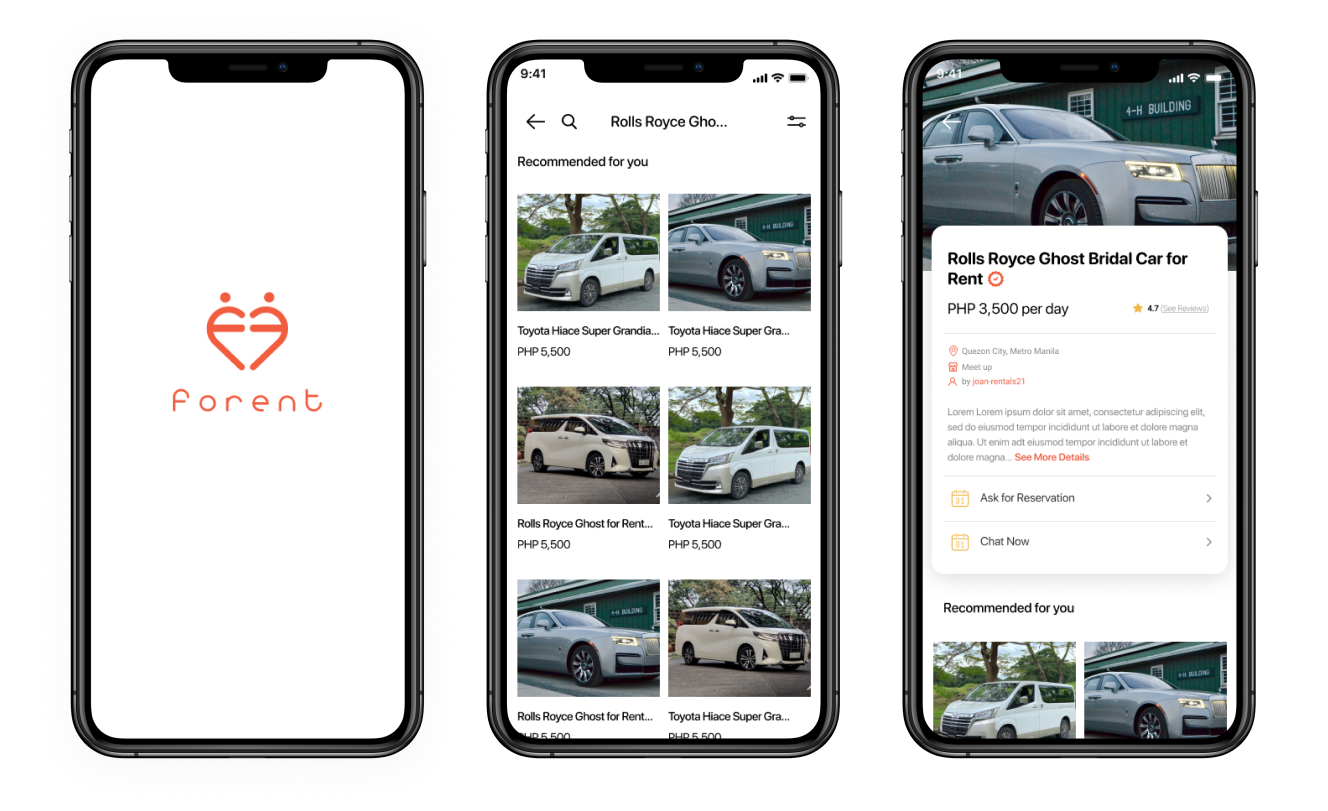 forent
9:41
Rolls Royce Gho...
Recommended for you
4-H BUILDING
Toyota Hiace Super Grandia...
Toyota Hiace Super Gra...
PHP 5,500
PHP 5,500
Rolls Royce Ghost for Rent...
Toyota Hiace Super Gra...
PHP 5,500
PHP 5,500
4-H BUILDING
Rolls Royce Ghost for Rent...
Toyota Hiace Super Gra...
PHP 5,500
PHP 5,500
9:41
4-H BUILDING
Rolls Royce Ghost Bridal Car for
Rent
PHP 3,500 per day
4.7 (See Reviews)
Quezon City, Metro Manila
Meet up
by joan-rentals21
Lorem Lorem ipsum dolor sit amet, consectetur adipiscing elit,
sed do eiusmod tempor incididunt ut labore et dolore magna
aliqua. Ut enim adt eiusmod tempor incididunt ut labore et
dolore magna... See More Details
31 Ask for Reservation
31 Chat Now
Recommended for you
4-H BUILDING